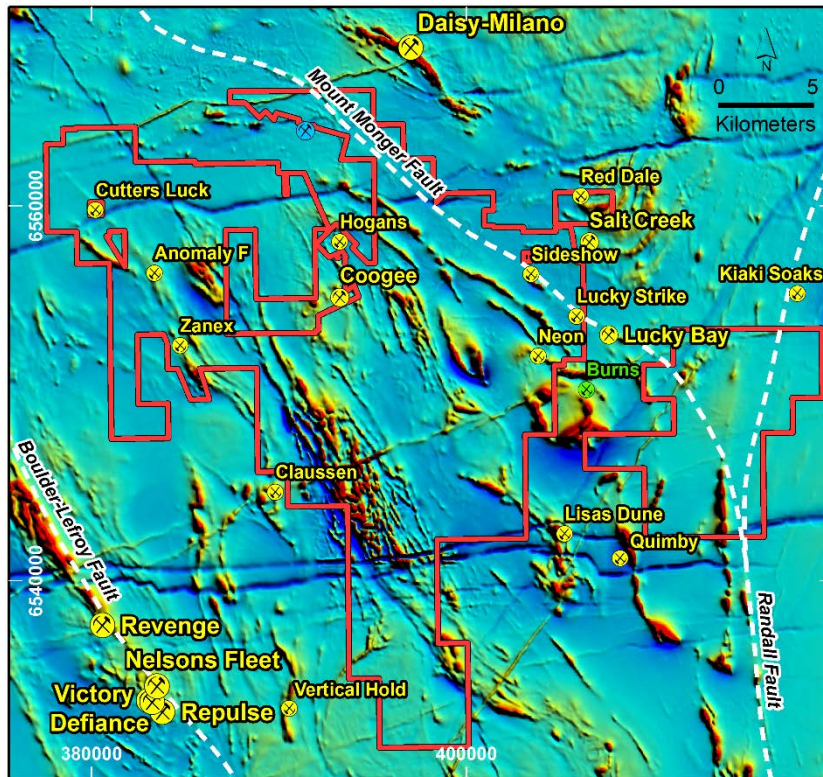 Daisy-Milano
N
0 5
Kilometers
Mount Monger Fault
Cutters Luck
Red Dale
6560000
Hogans
Salt Creek
Anomaly F
Sideshow
Kiaki Soaks
Coogee
Lucky Strike
Zanex
Neon
Lucky Bay
Burns
Boulder-Lefroy Fault
Claussen
Lisas Dune
Quimby
6540000
Revenge
Randall Fault
Nelsons Fleet
Victory
Defiance
Repulse
Vertical Hold
380000
400000